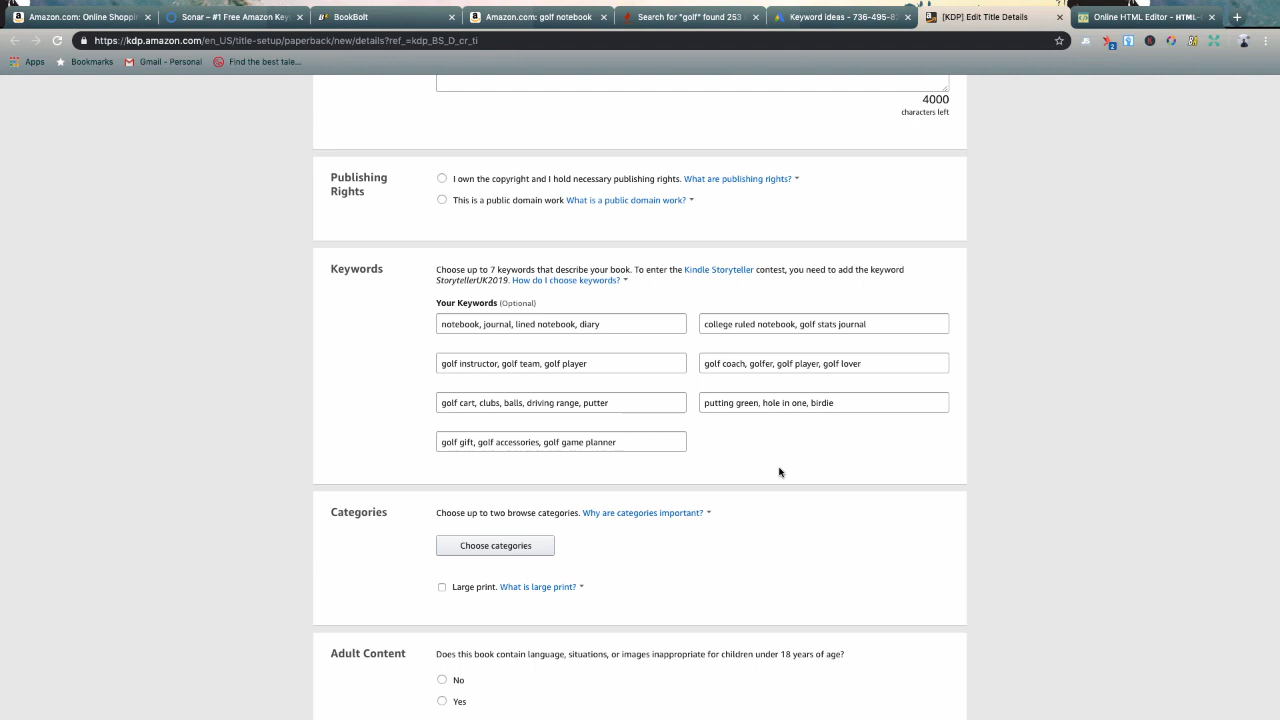 Amazon.com: Online Shoppin
Sonar – #1 Free Amazon Key
BookBolt
Amazon.com: golf notebook
Search for "golf" found 253
Keyword ideas - 736-495-8
[KDP] Edit Title Details
Online HTML Editor - HTML-
https://kdp.amazon.com/en_US/title-setup/paperback/new/details?ref_=kdp_BS_D_cr_ti
Apps
Bookmarks
Gmail - Personal
Find the best tale...
4000
characters left
Publishing
Rights
I own the copyright and I hold necessary publishing rights. What are publishing rights?
This is a public domain work What is a public domain work?
Keywords
Choose up to 7 keywords that describe your book. To enter the Kindle Storyteller contest, you need to add the keyword
StorytellerUK2019. How do I choose keywords?
Your Keywords (Optional)
notebook, journal, lined notebook, diary
college ruled notebook, golf stats journal
golf instructor, golf team, golf player
golf coach, golfer, golf player, golf lover
golf cart, clubs, balls, driving range, putter
putting green, hole in one, birdie
golf gift, golf accessories, golf game planner
Categories
Choose up to two browse categories. Why are categories important?
Choose categories
Large print. What is large print?
Adult Content
Does this book contain language, situations, or images inappropriate for children under 18 years of age?
No
Yes